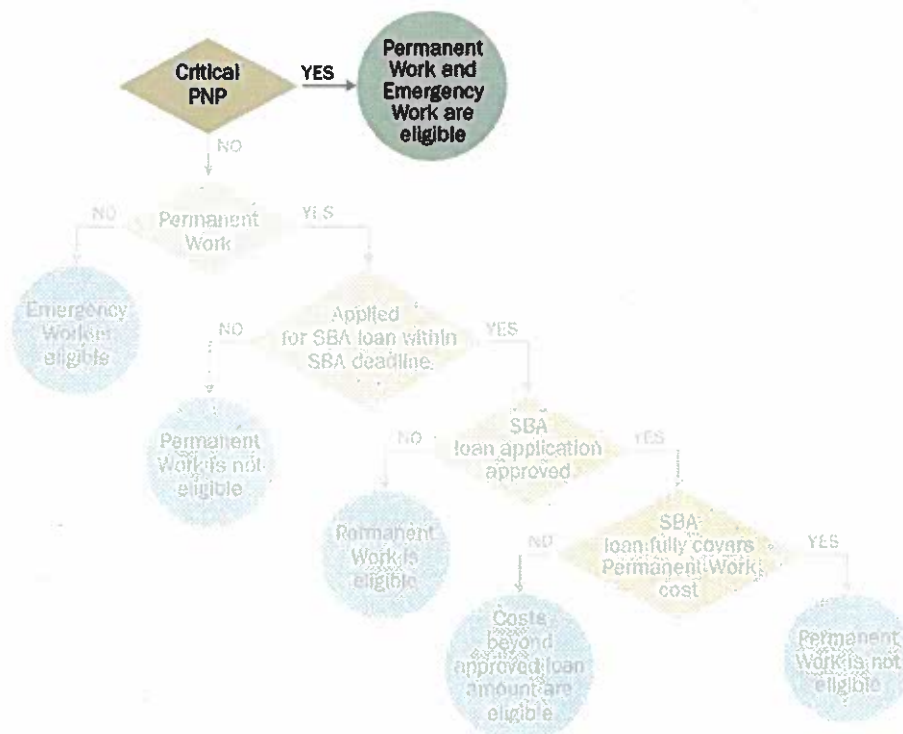 Critical
PNP
YES
Permanent
Work and
Emergency
Work are
eligible
NO
NO
Permanent
Work
YES
Emergency
Work is
eligible
NO
Applied
for SBA loan within
SBA deadline.
YES
Permanent
Work is not
eligible
NO
SBA
loan application
approved
YES
Permanent
Work is
eligible
NO
SBA
loan fully covers
Permanent Work
cost
YES
Costs
beyond
approved loan
amount are
eligible
Permanent
Work is not
eligible